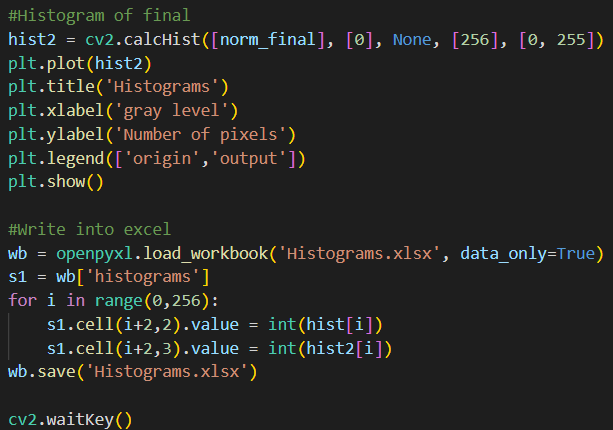 #Histogram of final
hist2 = cv2.calcHist([norm_final], [0], None, [256], [0, 255])
plt.plot(hist2)
plt.title('Histograms')
plt.xlabel('gray level')
plt.ylabel('Number of pixels')
plt.legend(['origin','output'])
plt.show()

#Write into excel
wb = openpyxl.load_workbook('Histograms.xlsx', data_only=True)
s1 = wb['histograms']
for i in range(0,256):
    s1.cell(i+2,2).value = int(hist[i])
    s1.cell(i+2,3).value = int(hist2[i])
wb.save('Histograms.xlsx')

cv2.waitKey()